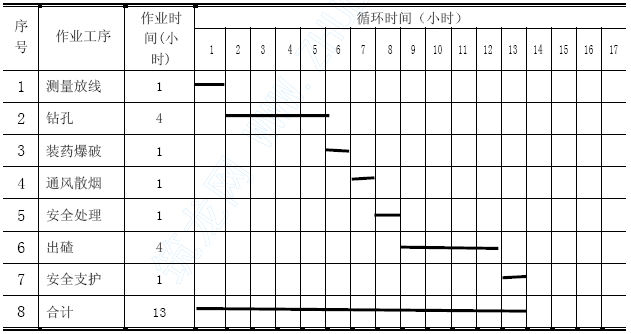 序号 作业工序 作业时间(小时) 循环时间（小时）
1 2 3 4 5 6 7 8 9 10 11 12 13 14 15 16 17
1 测量放线 1
2 钻孔 4
3 装药爆破 1
4 通风散烟 1
5 安全处理 1
6 出碴 4
7 安全支护 1
8 合计 13